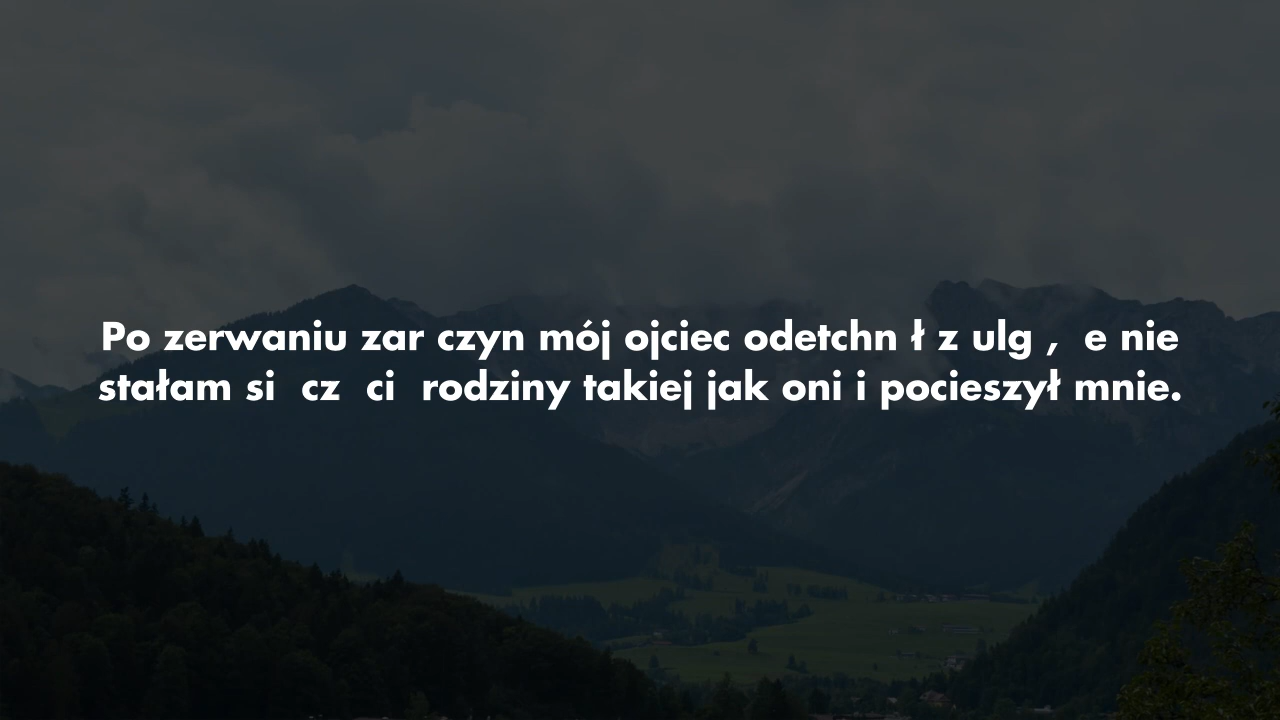 Po zerwaniu zar czyn mój ojciec odetchn ł z ulg ,  e nie
stałam si  cz  ci  rodziny takiej jak oni i pocieszył mnie.